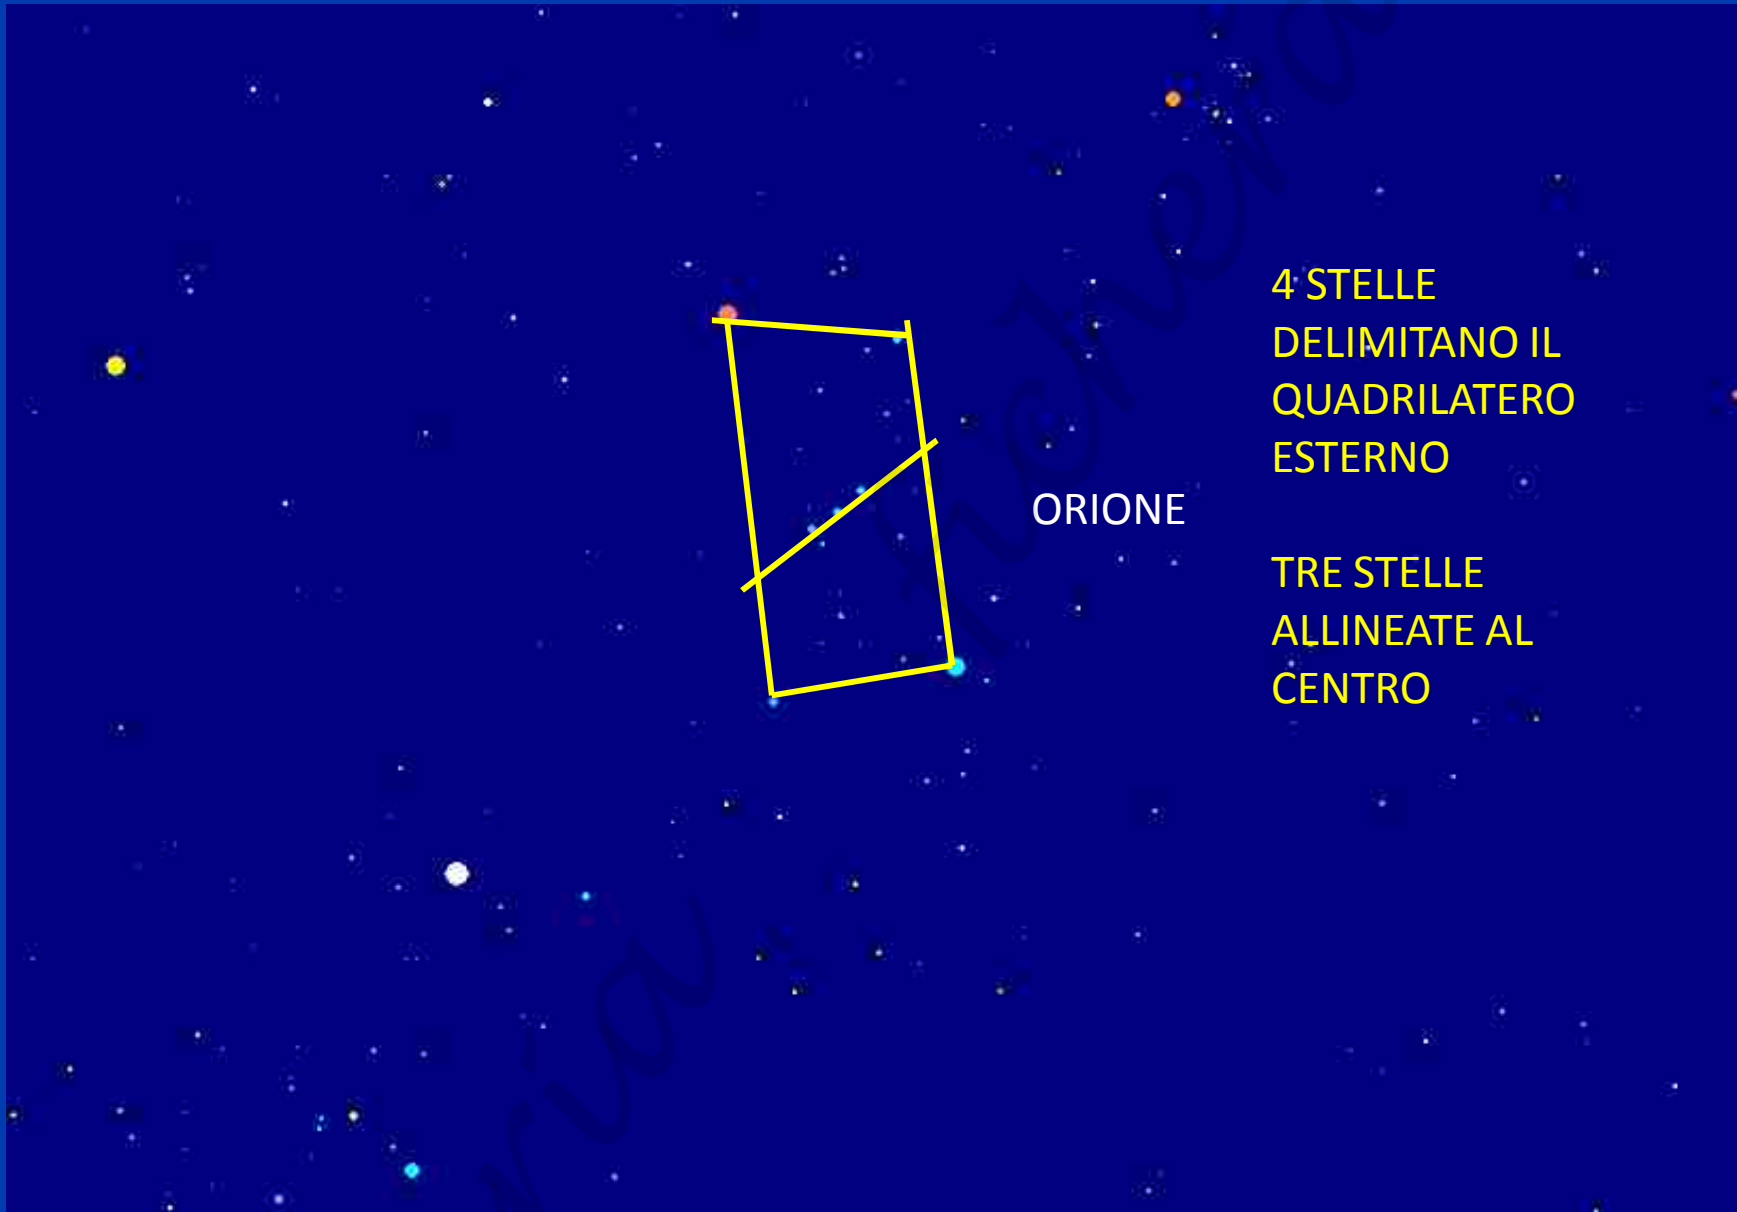 4 STELLE
DELIMITANO IL
QUADRILATERO
ESTERNO
ORIONE
TRE STELLE
ALLINEATE AL
CENTRO